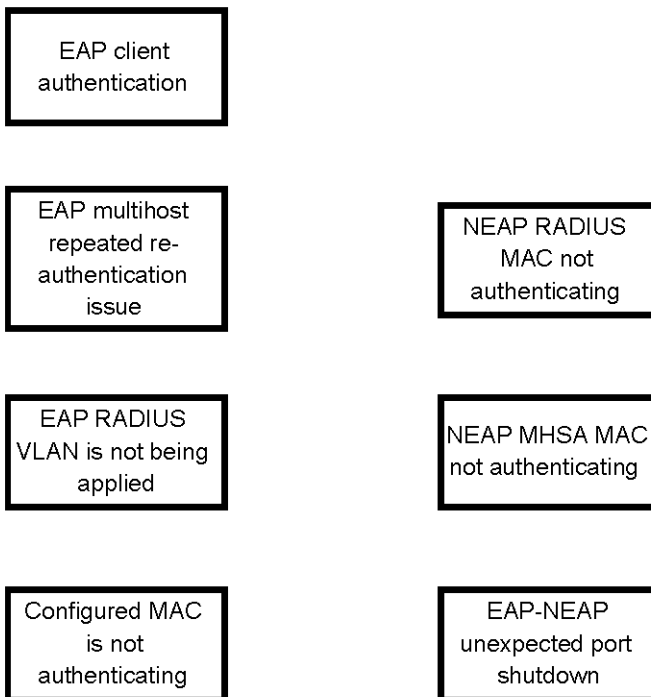 EAP client
authentication
EAP multihost
repeated re-
authentication
issue
NEAP RADIUS
MAC not
authenticating
EAP RADIUS
VLAN is not being
applied
NEAP MHSA MAC
not authenticating
Configured MAC
is not
authenticating
EAP-NEAP
unexpected port
shutdown